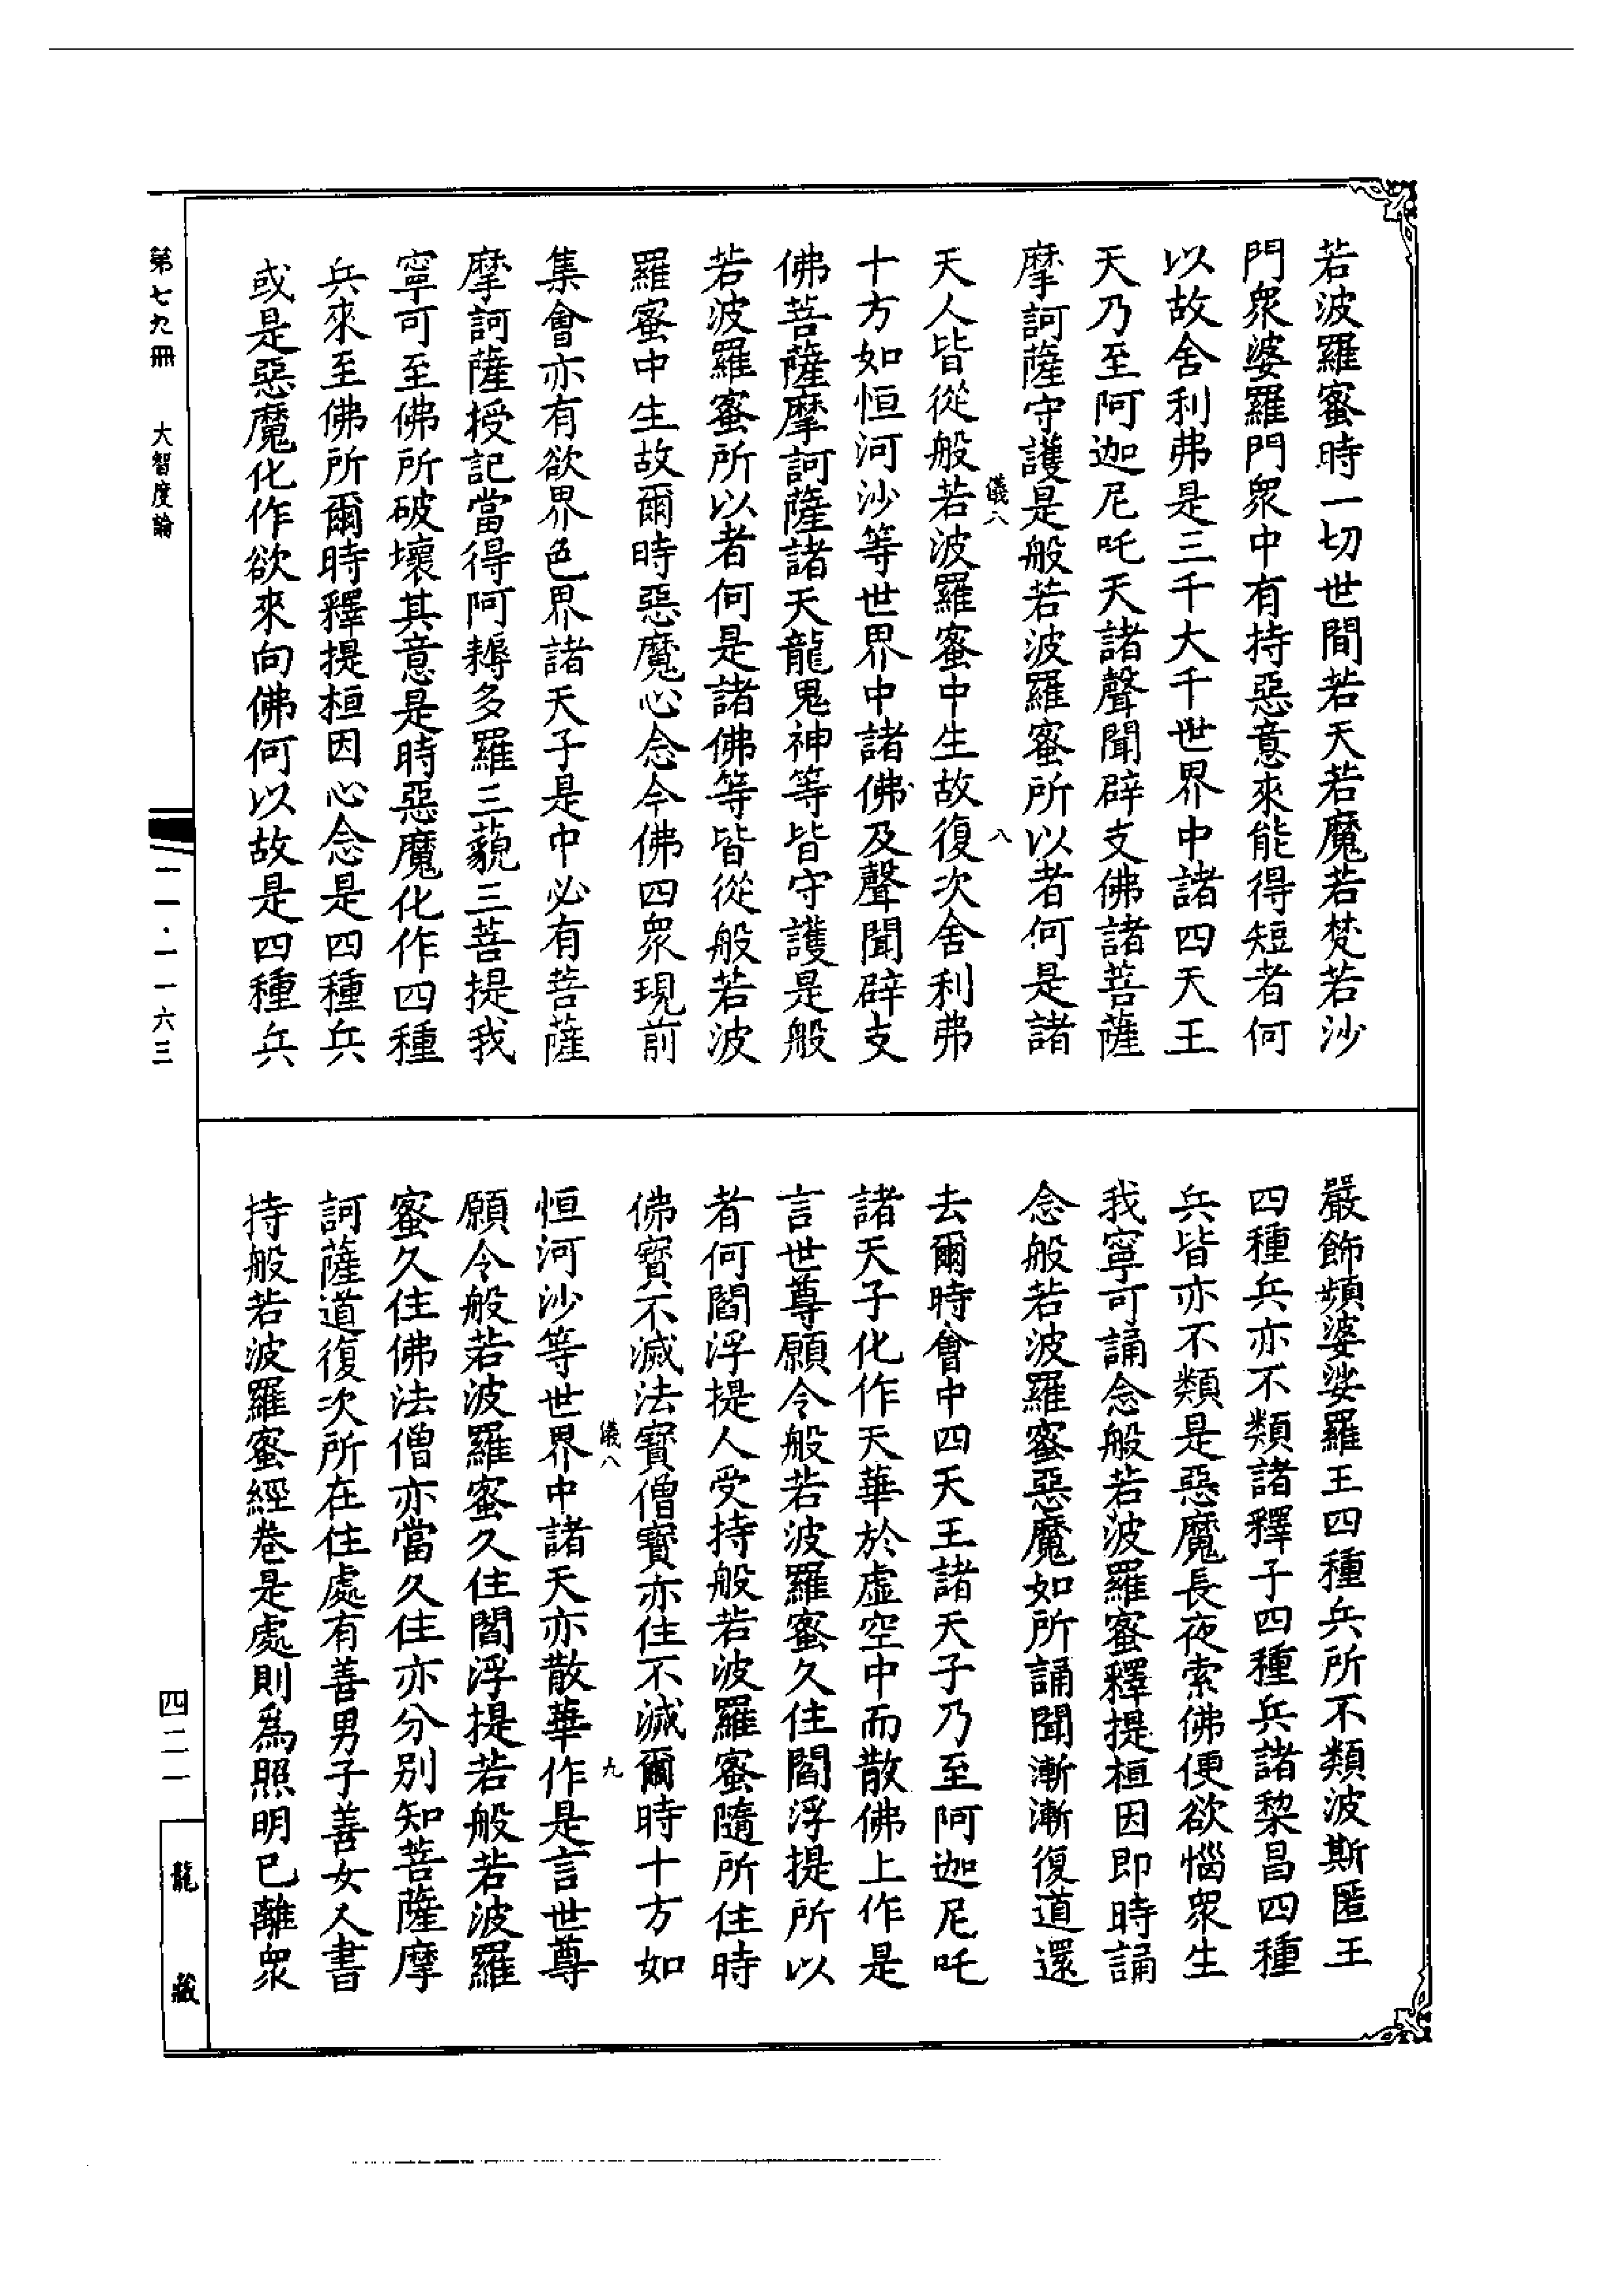 若波羅蜜時一切世間若天若魔若梵若沙
門衆婆羅門衆中有持惡意來能得短者何
以故舍利弗是三千大千世界中諸四天王
天乃至阿迦尼吒天諸聲聞辟支佛諸菩薩
摩訶薩守護是般若波羅蜜所以者何是諸
儀八
八
天人皆從般若波羅蜜中生故復次舍利弗
十方如恒河沙等世界中諸佛及聲聞辟支
佛菩薩摩訶薩諸天龍鬼神等皆守護是般
若波羅蜜所以者何是諸佛等皆從般若波
羅蜜中生故爾時惡魔心念今佛四衆現前
集會亦有欲界色界諸天子是中必有菩薩
摩訶薩授記當得阿耨多羅三藐三菩提我
寧可至佛所破壞其意是時惡魔化作四種
兵來至佛所爾時釋提桓因心念是四種兵
或是惡魔化作欲來向佛何以故是四種兵
嚴飾頻婆娑羅王四種兵所不類波斯匿王
四種兵亦不類諸釋子四種兵諸黎昌四種
兵皆亦不類是惡魔長夜索佛便欲惱衆生
我寧可誦念般若波羅蜜釋提桓因即時誦
念般若波羅蜜惡魔如所誦聞漸漸復道還
去爾時會中四天王諸天子乃至阿迦尼吒
諸天子化作天華於虛空中而散佛上作是
言世尊願令般若波羅蜜久住閻浮提所以
者何閻浮提人受持般若波羅蜜隨所住時
佛寶不滅法寶僧寶亦住不滅爾時十方如
儀八
九
恒河沙等世界中諸天亦散華作是言世尊
願令般若波羅蜜久住閻浮提若般若波羅
蜜久住佛法僧亦當久住亦分別知菩薩摩
訶薩道復次所在住處有善男子善女人書
持般若波羅蜜經卷是處則爲照明已離衆
第七九冊 大智度論
一一·一一六三
四二一
龍藏